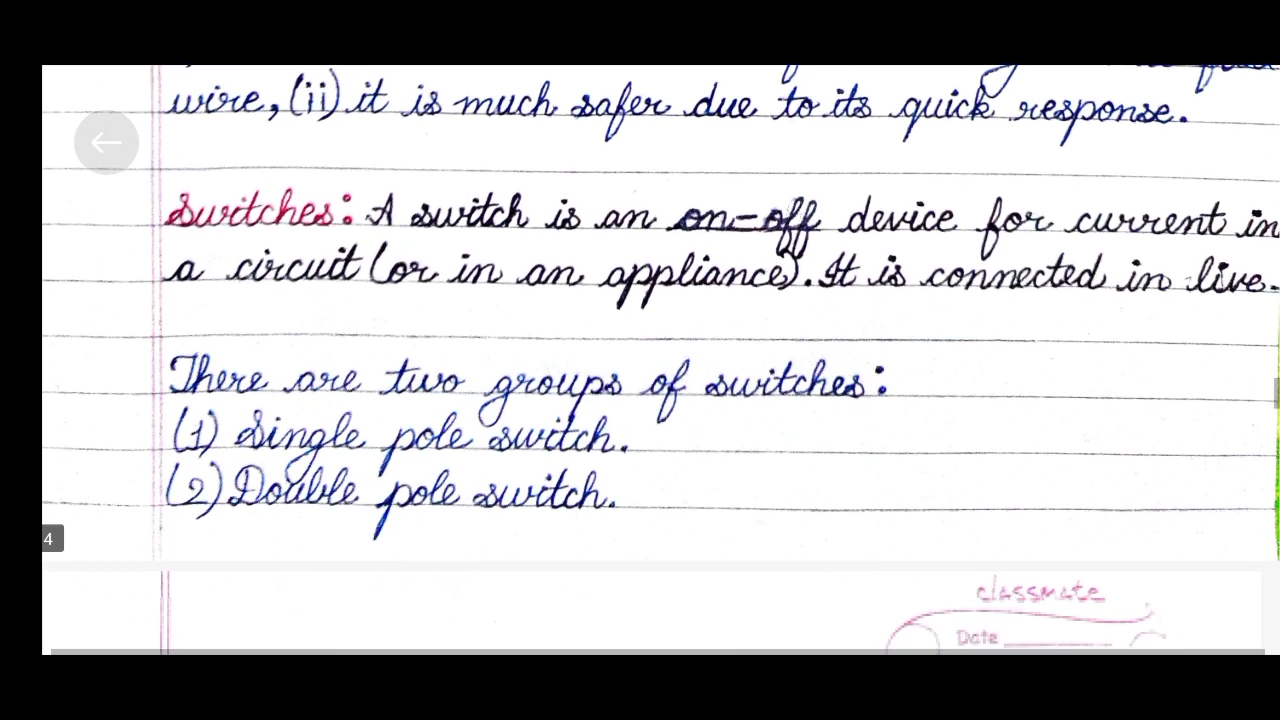 wire, (ii) it is much safer due to its quick response.
Switches: A switch is an on-off device for current in
a circuit (or in an appliance). It is connected in live-
There are two groups of switches:
(1) Single pole switch.
(2) Double pole switch.
4
classmate
Date